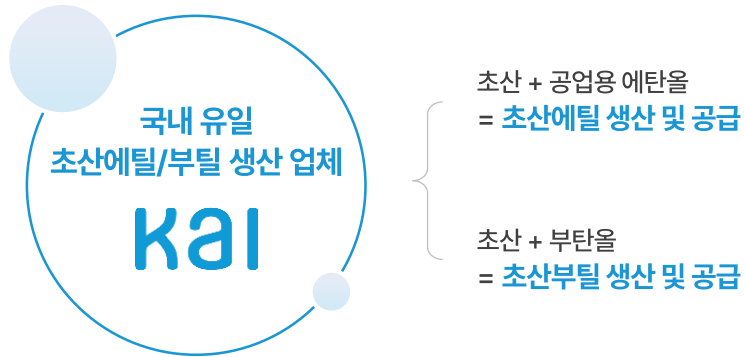 국내 유일
초산에틸/부틸 생산 업체
KAI
초산 + 공업용 에탄올
= 초산에틸 생산 및 공급
초산 + 부탄올
= 초산부틸 생산 및 공급